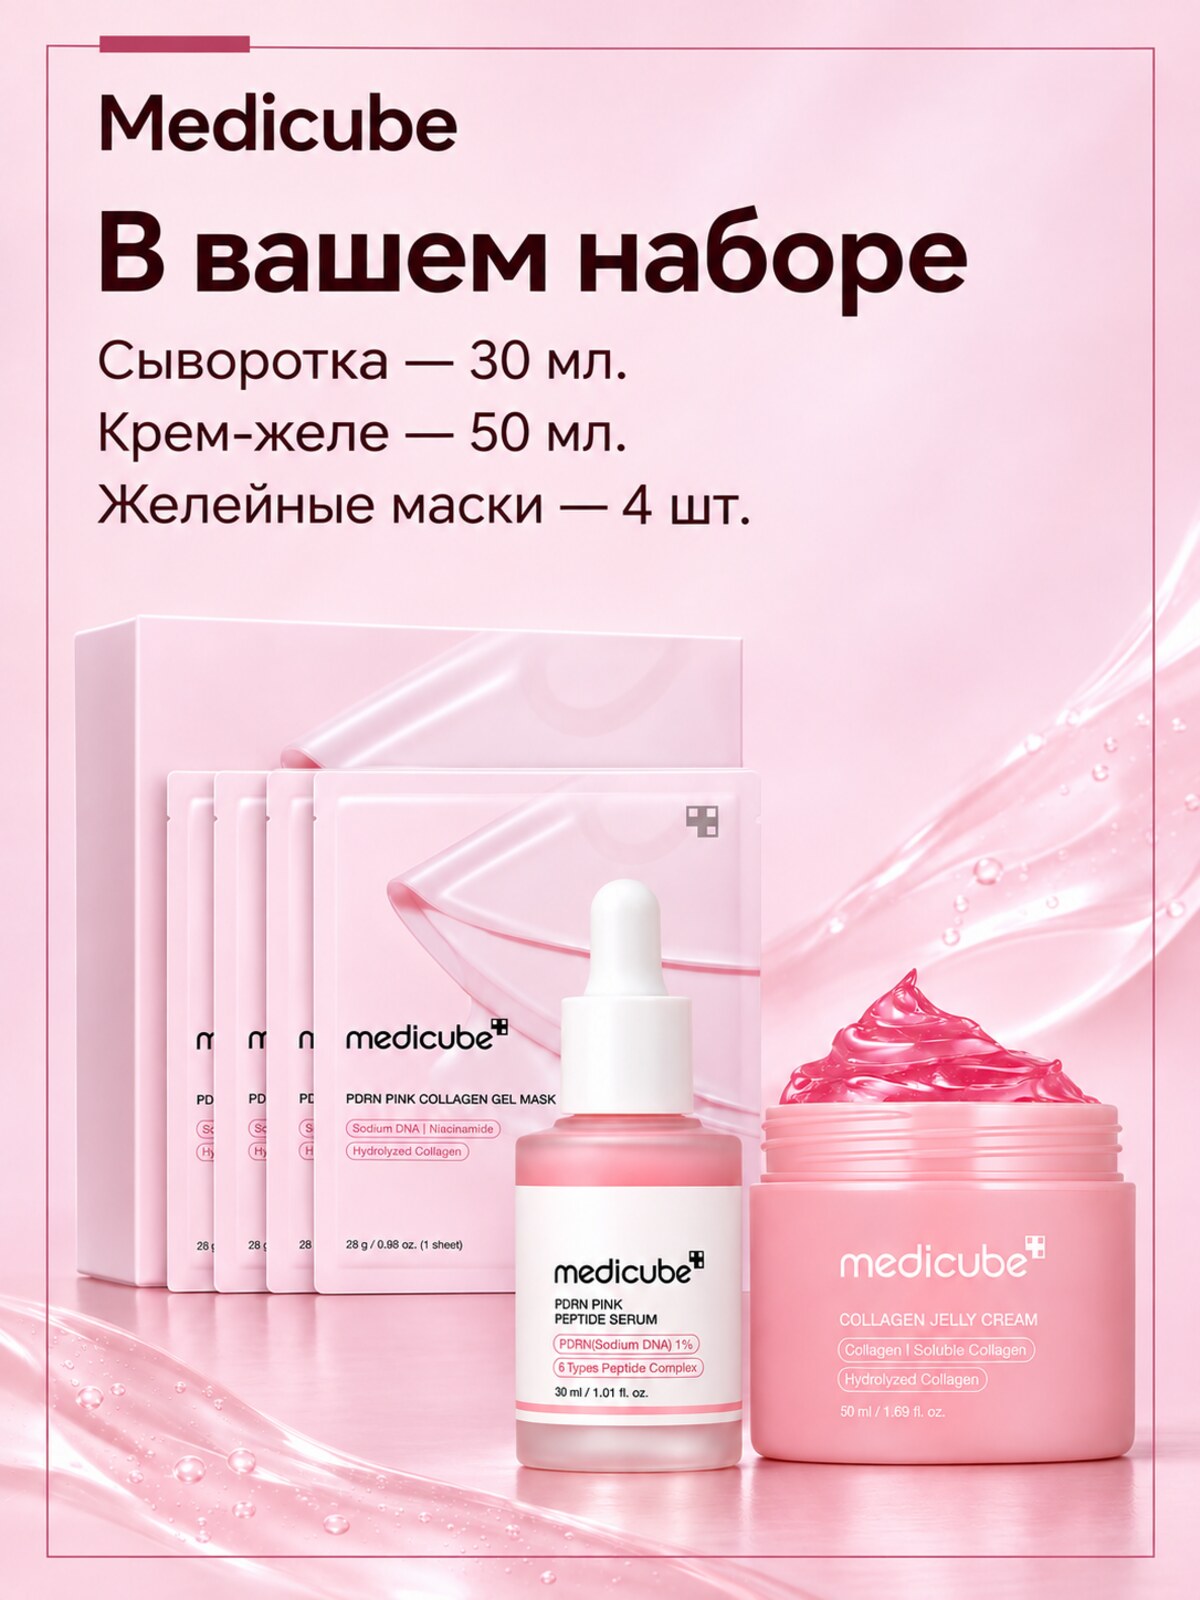 Medicube
В вашем наборе
Сыворотка — 30 мл.
Крем-желе — 50 мл.
Желейные маски — 4 шт.
medicube
PDRN PINK COLLAGEN GEL MASK
Sodium DNA | Niacinamide
Hydrolyzed Collagen
28 g / 0.98 oz. (1 sheet)
medicube
PDRN PINK
PEPTIDE SERUM
PDRN(Sodium DNA) 1%
6 Types Peptide Complex
30 ml / 1.01 fl. oz.
medicube
COLLAGEN JELLY CREAM
Collagen | Soluble Collagen
Hydrolyzed Collagen
50 ml / 1.69 fl. oz.